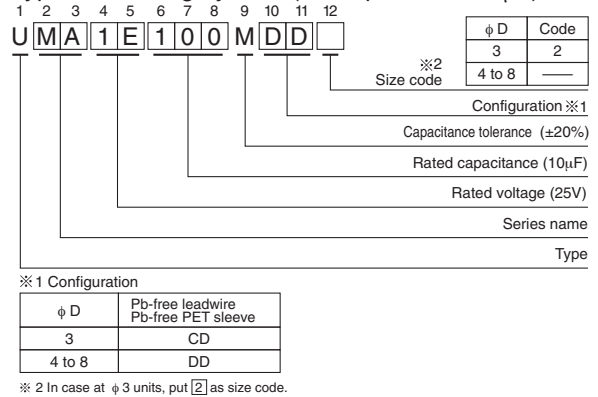 1 2 3 4 5 6 7 8 9 10 11 12
U M A 1 E 1 0 0 M D D
φ D Code
3 2
4 to 8 ——
※2
Size code
Configuration ※1
Capacitance tolerance (±20%)
Rated capacitance (10µF)
Rated voltage (25V)
Series name
Type
※1 Configuration
φ D Pb-free leadwire
Pb-free PET sleeve
3 CD
4 to 8 DD
※ 2 In case at φ 3 units, put 2 as size code.